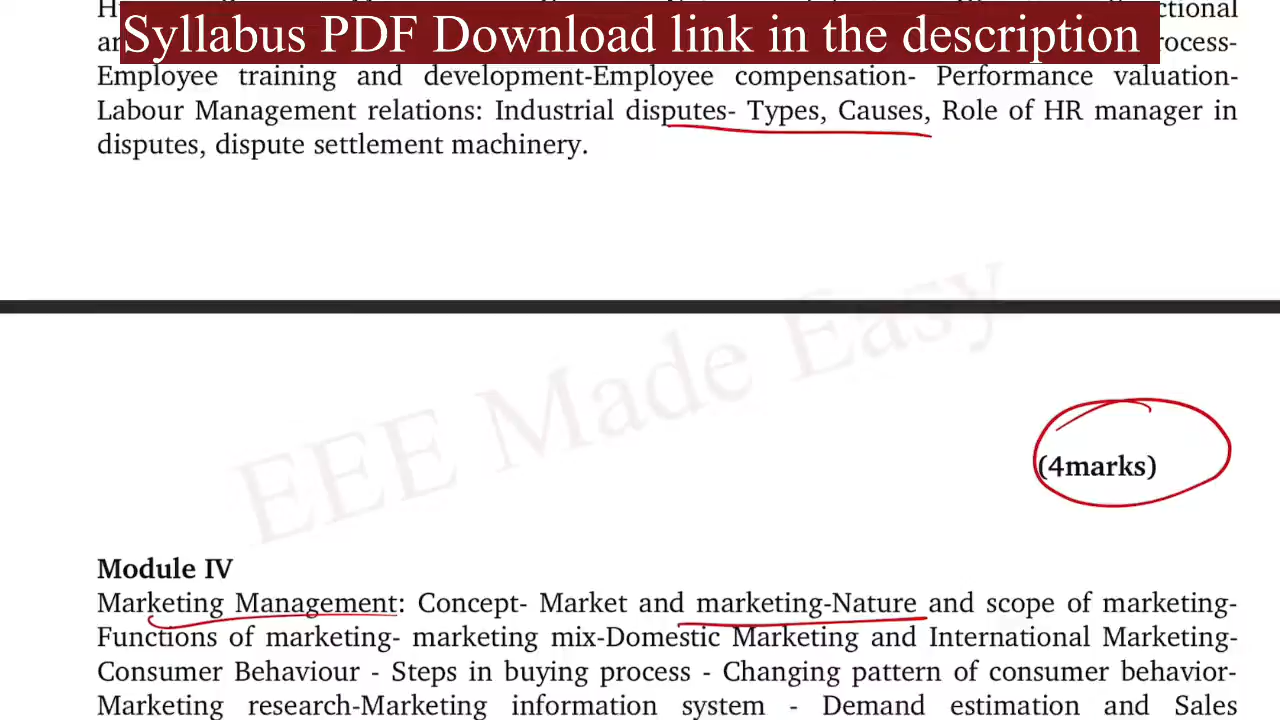 Syllabus PDF Download link in the description
Employee training and development-Employee compensation- Performance valuation-
Labour Management relations: Industrial disputes- Types, Causes, Role of HR manager in
disputes, dispute settlement machinery.
EEE Made Easy
(4marks)
Module IV
Marketing Management: Concept- Market and marketing-Nature and scope of marketing-
Functions of marketing- marketing mix-Domestic Marketing and International Marketing-
Consumer Behaviour - Steps in buying process - Changing pattern of consumer behavior-
Marketing research-Marketing information system - Demand estimation and Sales